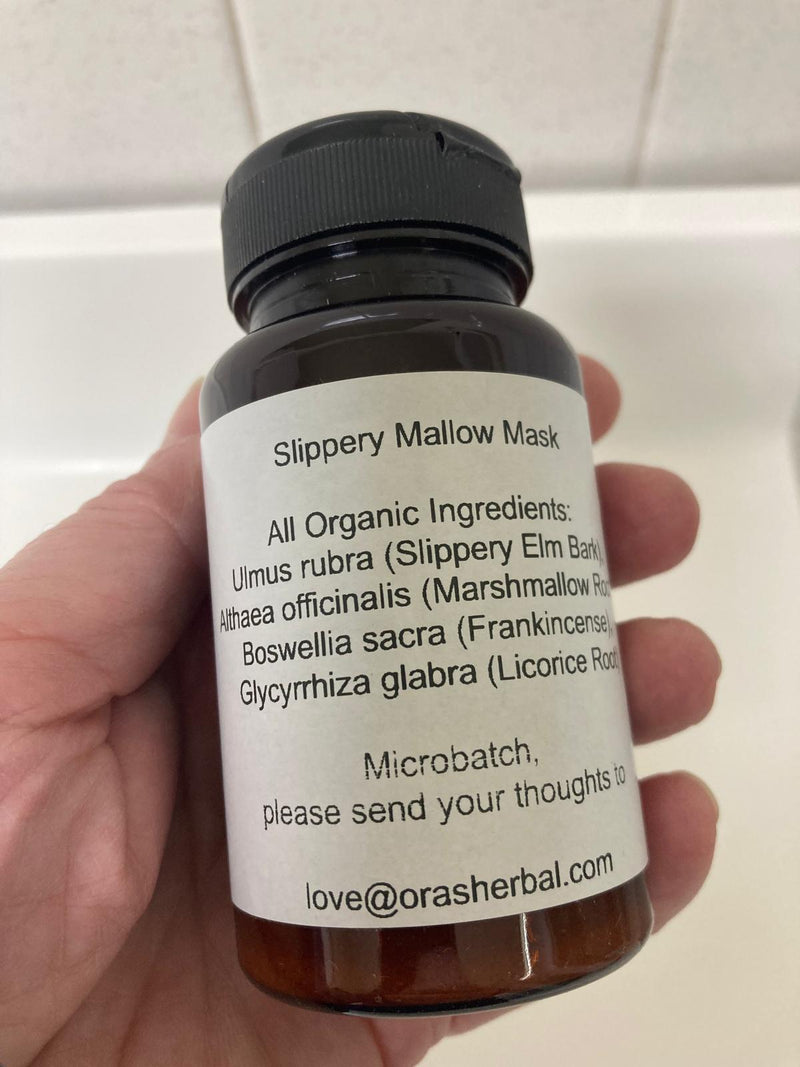 Slippery Mallow Mask
All Organic Ingredients:
Ulmus rubra (Slippery Elm Bark),
Althaea officinalis (Marshmallow
Boswellia sacra (Frankincense),
Glycyrrhiza glabra (Licorice Root
Microbatch,
please send your thoughts to
love@orasherbal.com